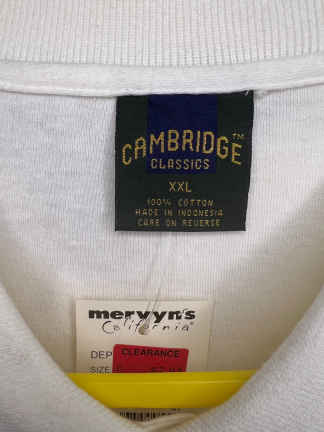 CAMBRIDGE™
CLASSICS
XXL
100% COTTON
MADE IN INDONESIA
CARE ON REVERSE
mervyn's
California®
DEP
CLEARANCE
SIZE